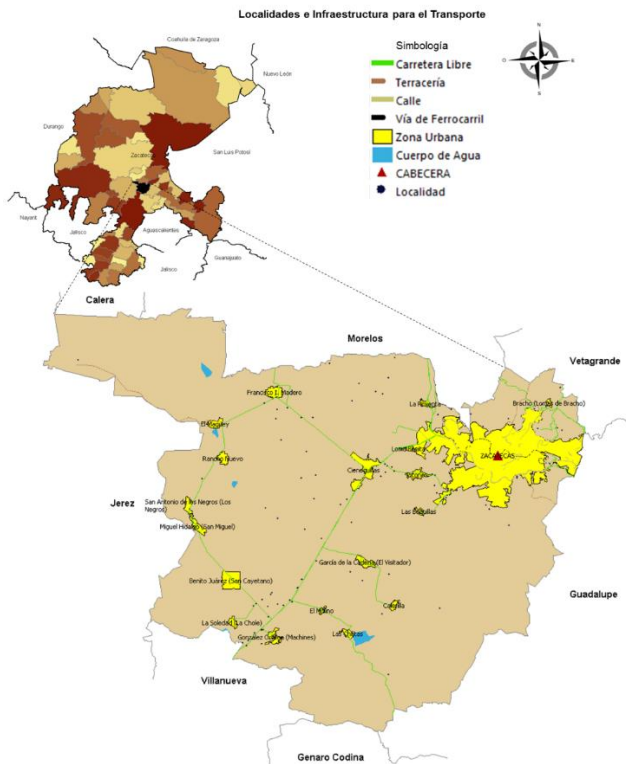 Localidades e Infraestructura para el Transporte
Coahuila de Zaragoza
Nuevo León
Durango
Zacatecas
San Luis Potosí
Nayarit
Jalisco
Aguascalientes
Guanajuato
Jalisco
N
O
E
S
Simbología
Carretera Libre
Terracería
Calle
Vía de Ferrocarril
Zona Urbana
Cuerpo de Agua
CABECERA
Localidad
Calera
Morelos
Vetagrande
Francisco I. Madero
La Pimienta
Bracho (Lomas de Bracho)
El Maguey
Rancho Nuevo
Cieneguillas
ZACATECAS
Jerez
San Antonio de los Negros (Los
Negros)
Miguel Hidalgo (San Miguel)
Las Boquillas
García de la Cadena (El Visitador)
Benito Juárez (San Cayetano)
Guadalupe
El Molino
La Soledad (La Chole)
González Ortega (Machines)
Las Chilitas
Villanueva
Genaro Codina